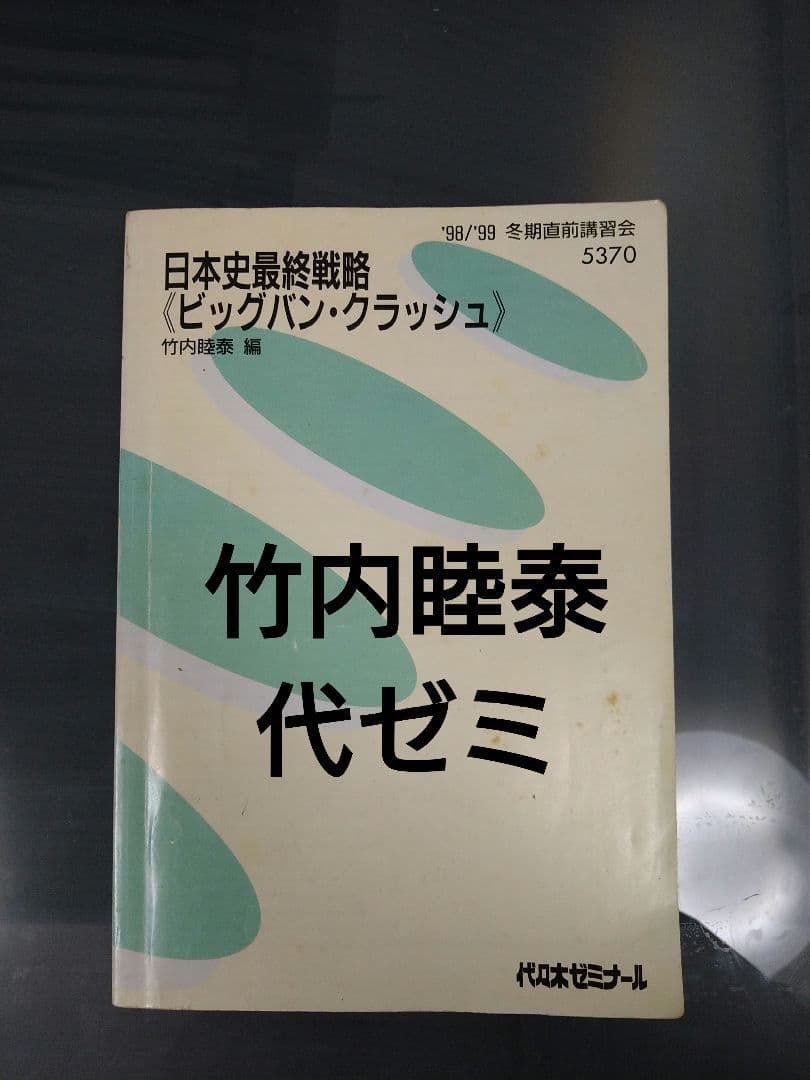 '98/'99 冬期直前講習会
5370
日本史最終戦略
《ビッグバン・クラッシュ》
竹内睦泰 編
竹内睦泰
代ゼミ
代々木ゼミナール